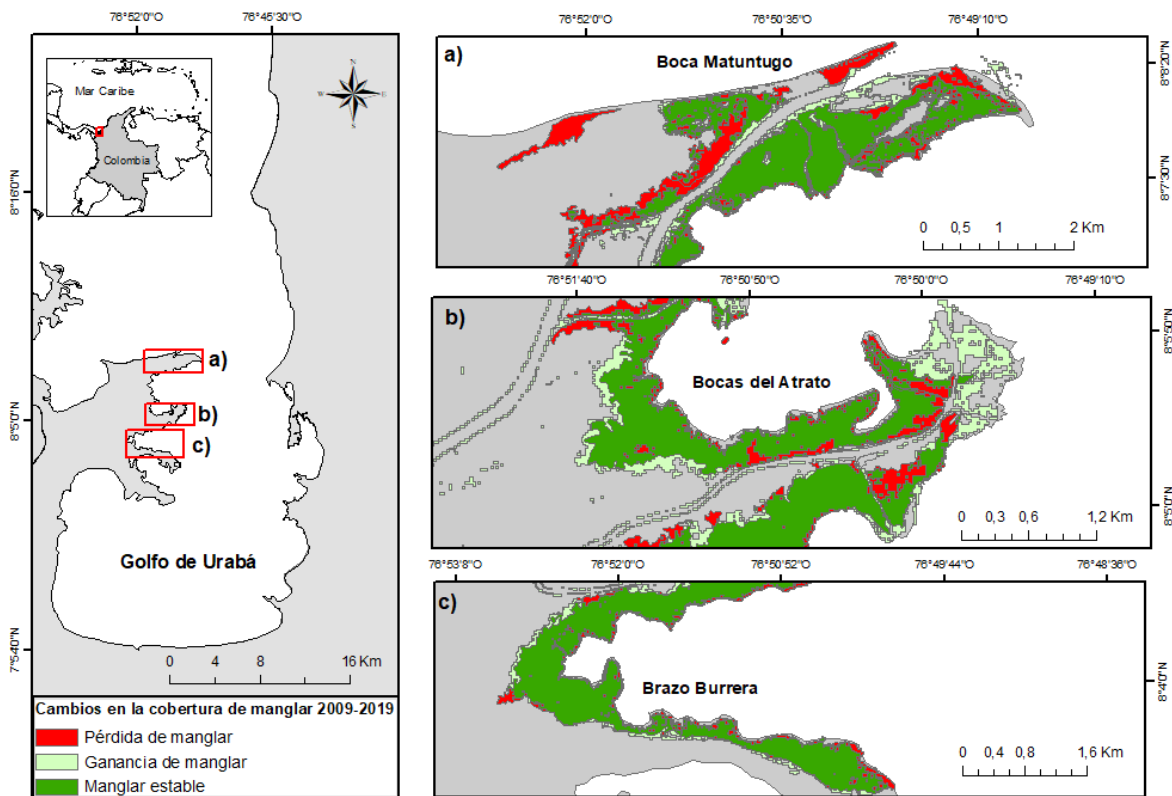 76°52'0"O 76°45'30"O
Mar Caribe
Colombia
N
W E
S
8°16'0"N
8°5'0"N
7°54'40"N
a)
b)
c)
Golfo de Urabá
0 4 8 16 Km
Cambios en la cobertura de manglar 2009-2019
Pérdida de manglar
Ganancia de manglar
Manglar estable
76°52'0"O 76°50'35"O 76°49'10"O
a)
Boca Matuntugo
8°8'20"N
8°7'30"N
0 0,5 1 2 Km
76°51'40"O 76°50'50"O 76°50'0"O 76°49'10"O
b)
Bocas del Atrato
8°5'50"N
8°5'0"N
0 0,3 0,6 1,2 Km
76°53'8"O 76°52'0"O 76°50'52"O 76°49'44"O 76°48'36"O
c)
Brazo Burrera
8°4'0"N
0 0,4 0,8 1,6 Km